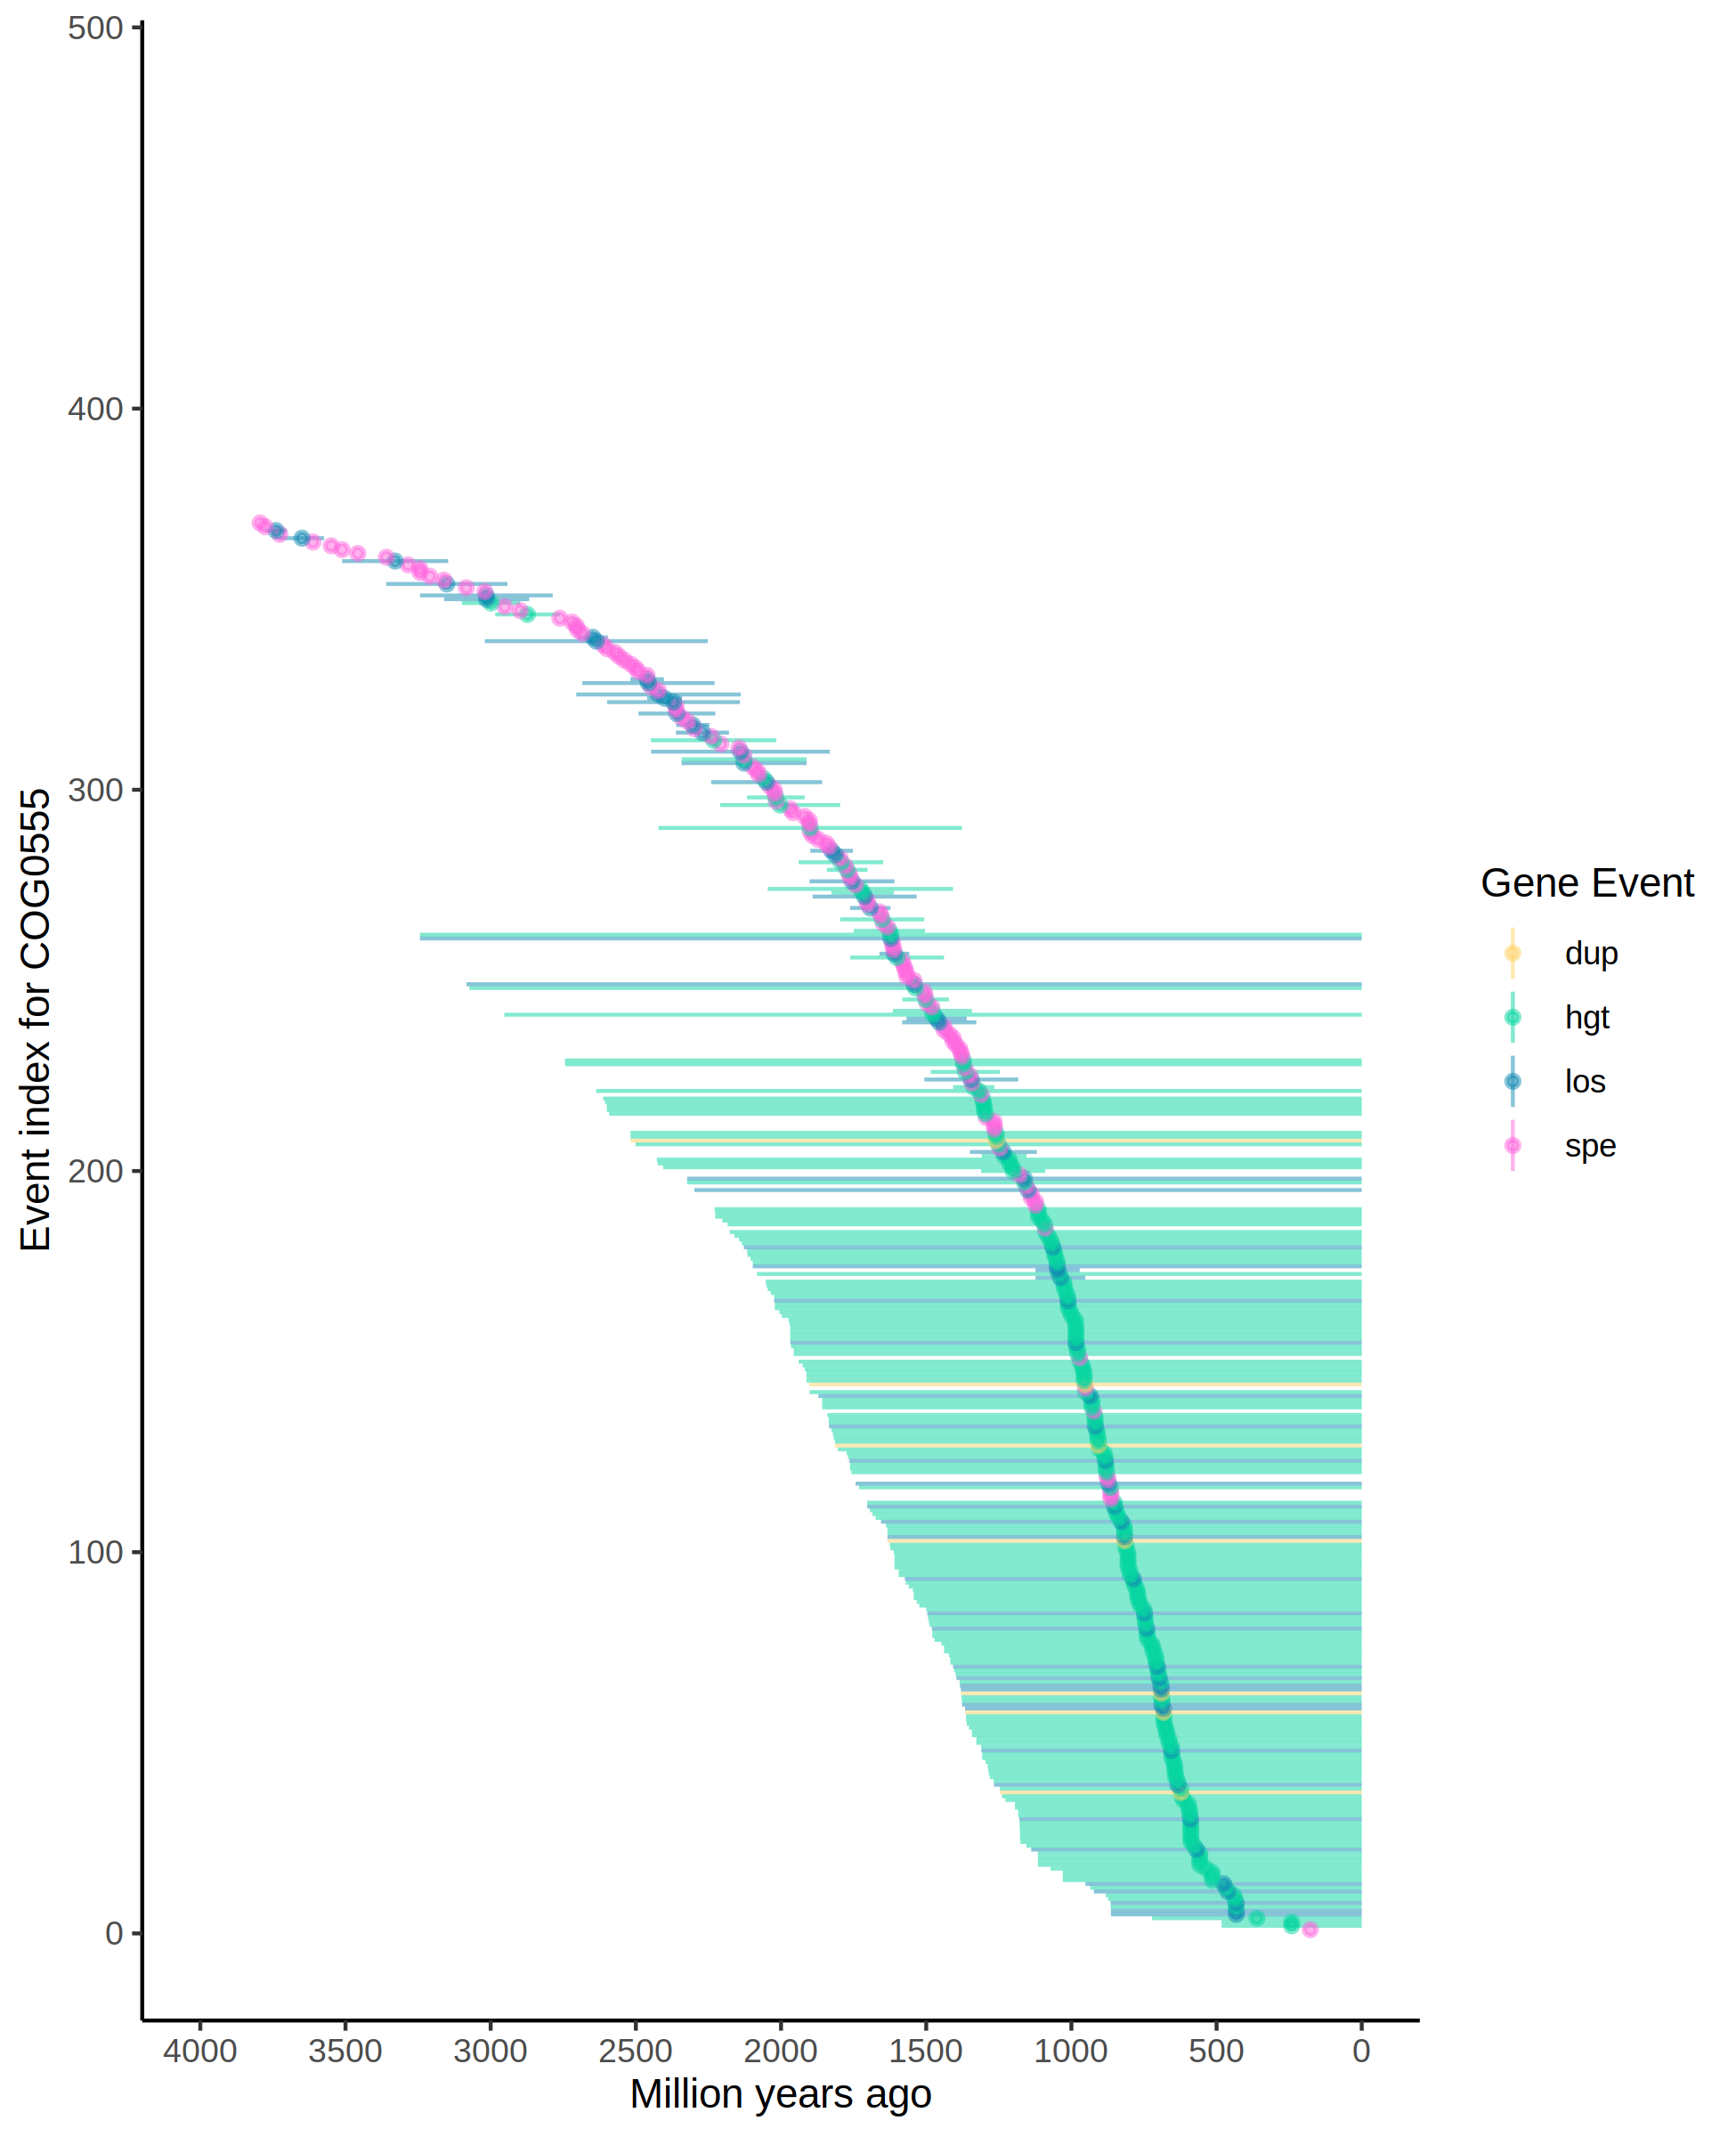 500
400
300
200
100
0
Event index for COG0555
4000 3500 3000 2500 2000 1500 1000 500 0
Million years ago
Gene Event
dup
hgt
los
spe